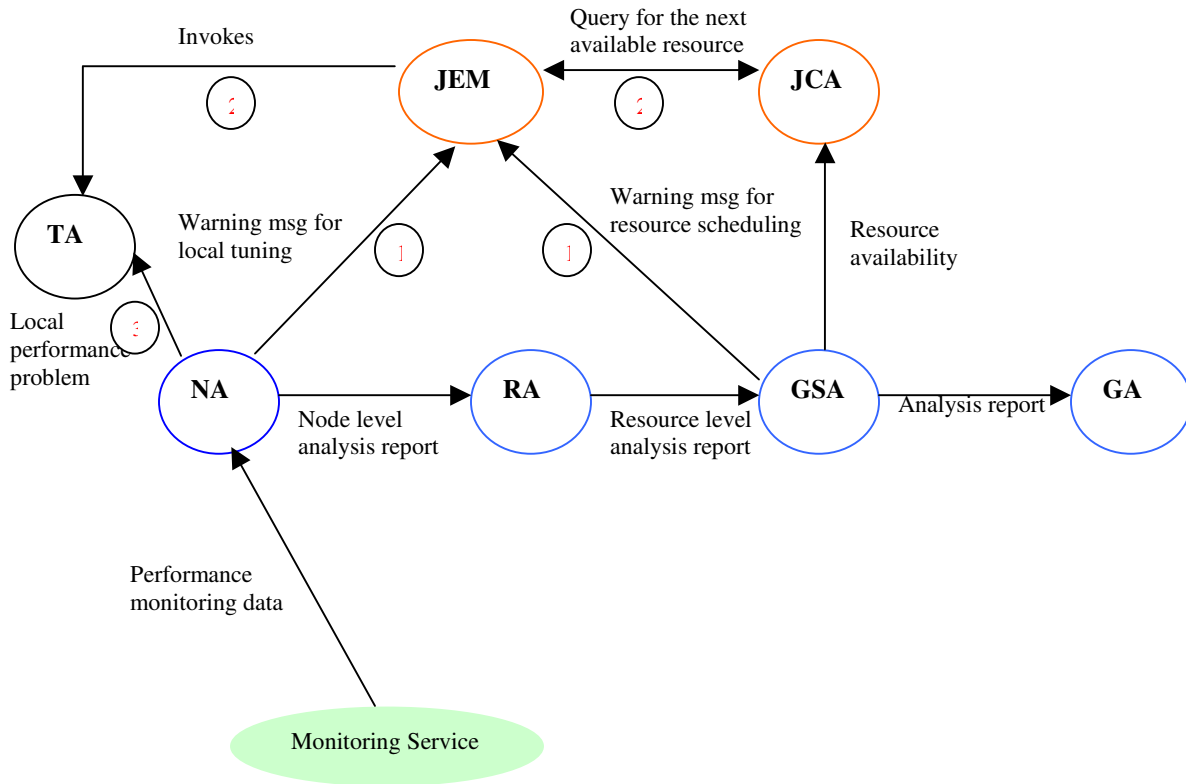 Invokes
Query for the next
available resource
JEM
JCA
2
2
Warning msg for
local tuning
Warning msg for
resource scheduling
TA
1
1
Resource
availability
3
Local
performance
problem
NA
RA
GSA
GA
Node level
analysis report
Resource level
analysis report
Analysis report
Performance
monitoring data
Monitoring Service